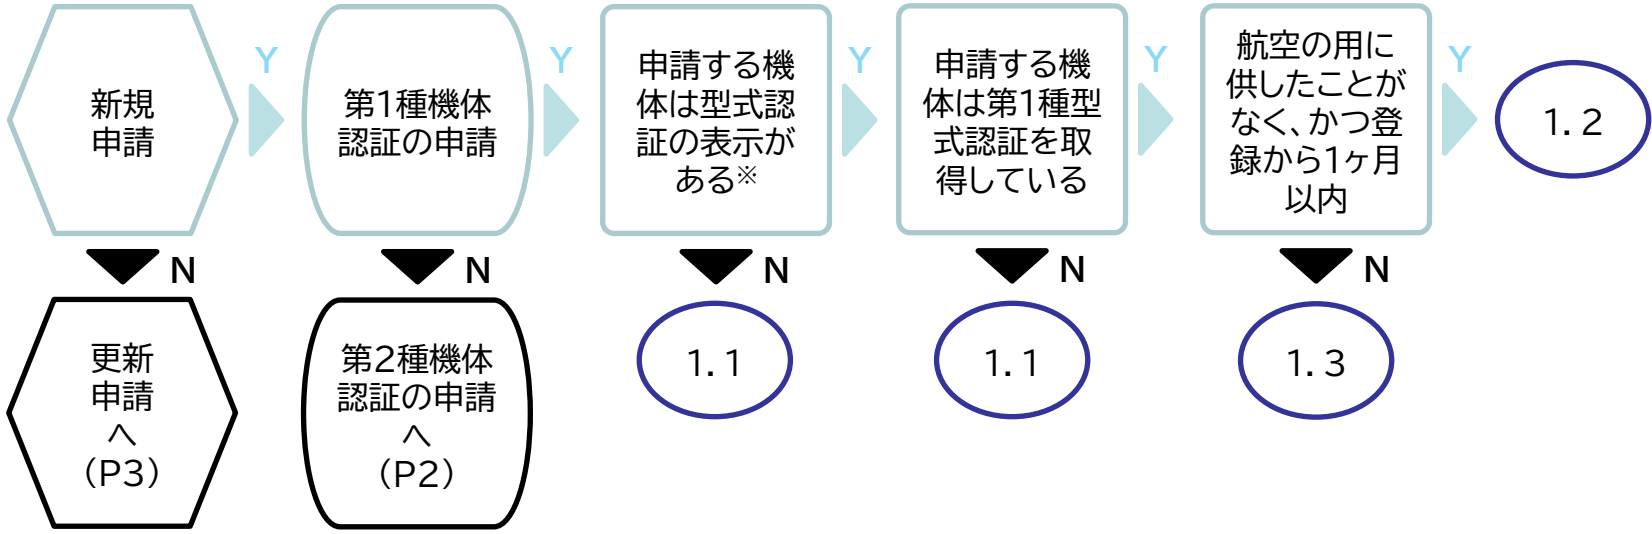 新規
申請
Y
第1種機体
認証の申請
Y
申請する機
体は型式認
証の表示が
ある※
Y
申請する機
体は第1種型
式認証を取
得している
Y
航空の用に
供したことが
なく、かつ登
録から1ヶ月
以内
Y
1.2
N
N
N
N
N
更新
申請
へ
（P3）
第2種機体
認証の申請
へ
（P2）
1.1
1.1
1.3